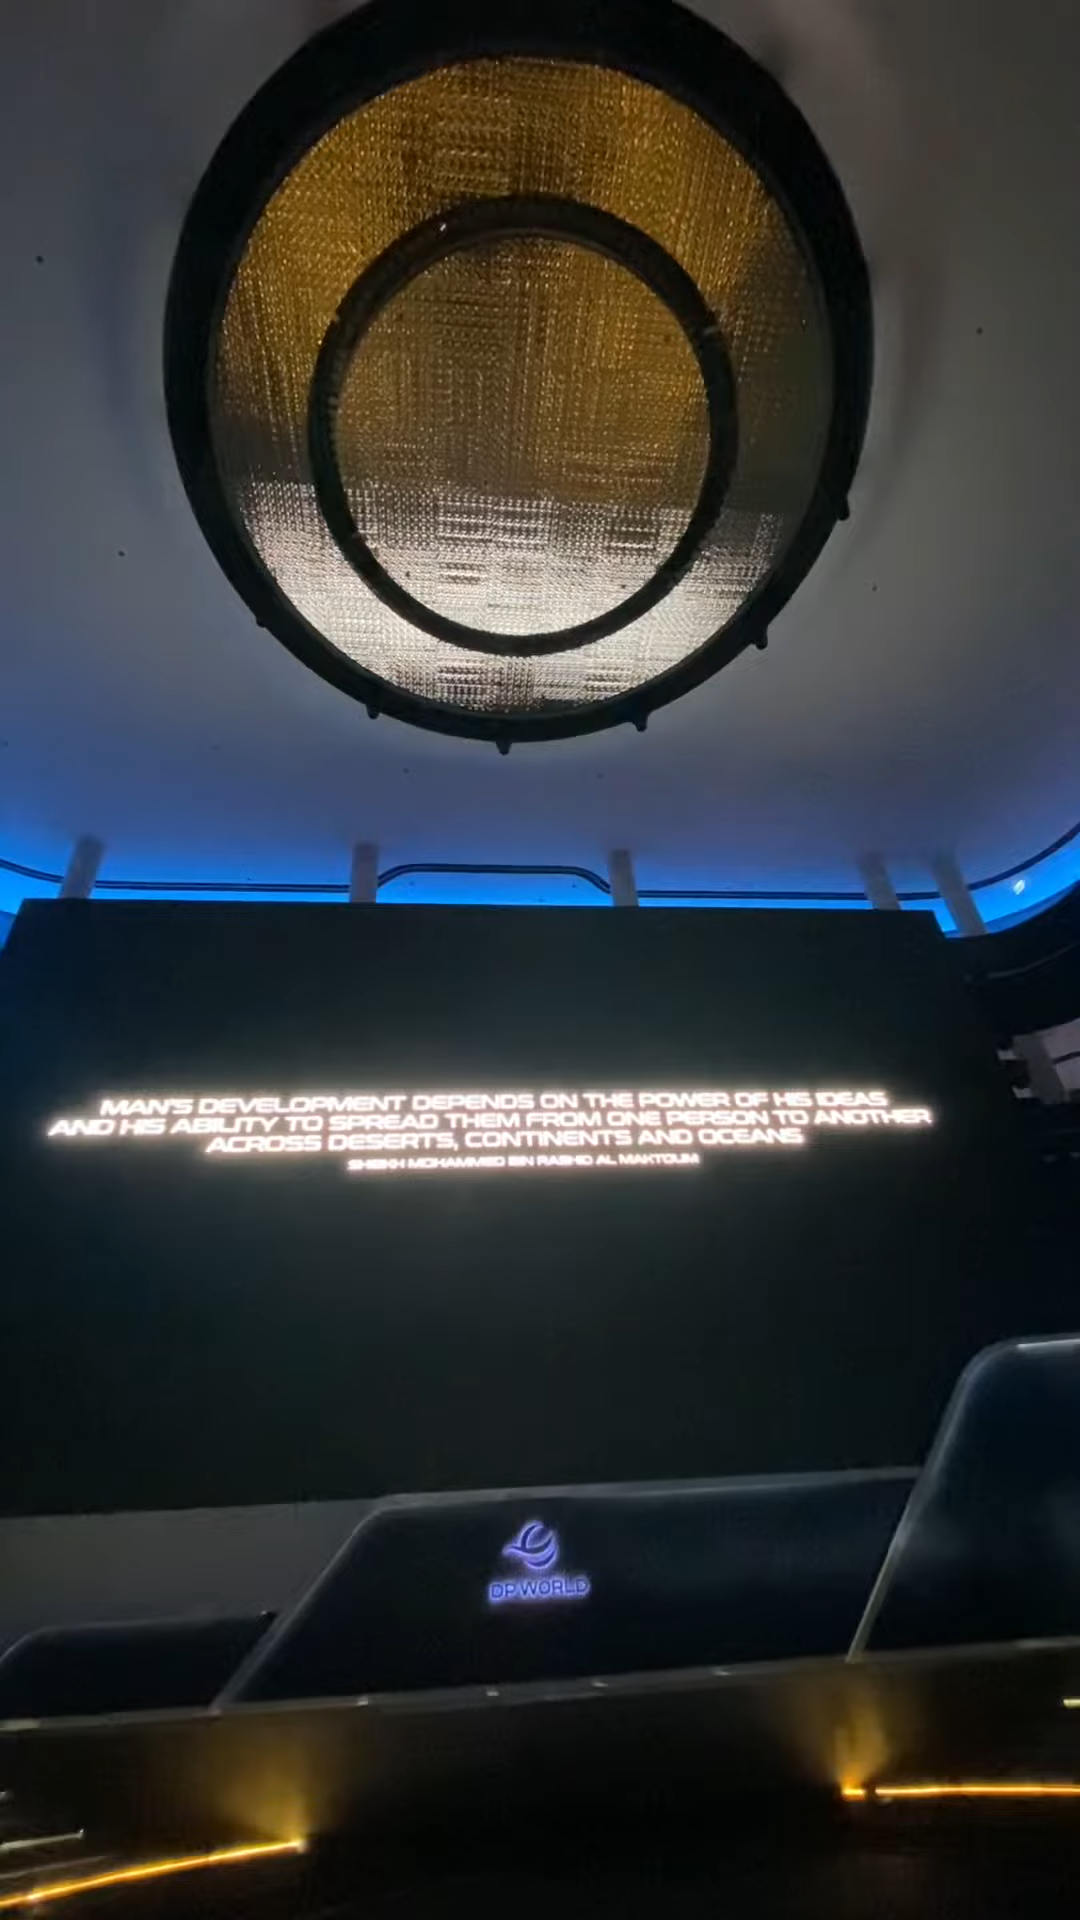 MAN'S DEVELOPMENT DEPENDS ON THE POWER OF HIS IDEAS
AND HIS ABILITY TO SPREAD THEM FROM ONE PERSON TO ANOTHER
ACROSS DESERTS, CONTINENTS AND OCEANS
SHEIKH MOHAMMED BIN RASHID AL MAKTOUM
DP WORLD